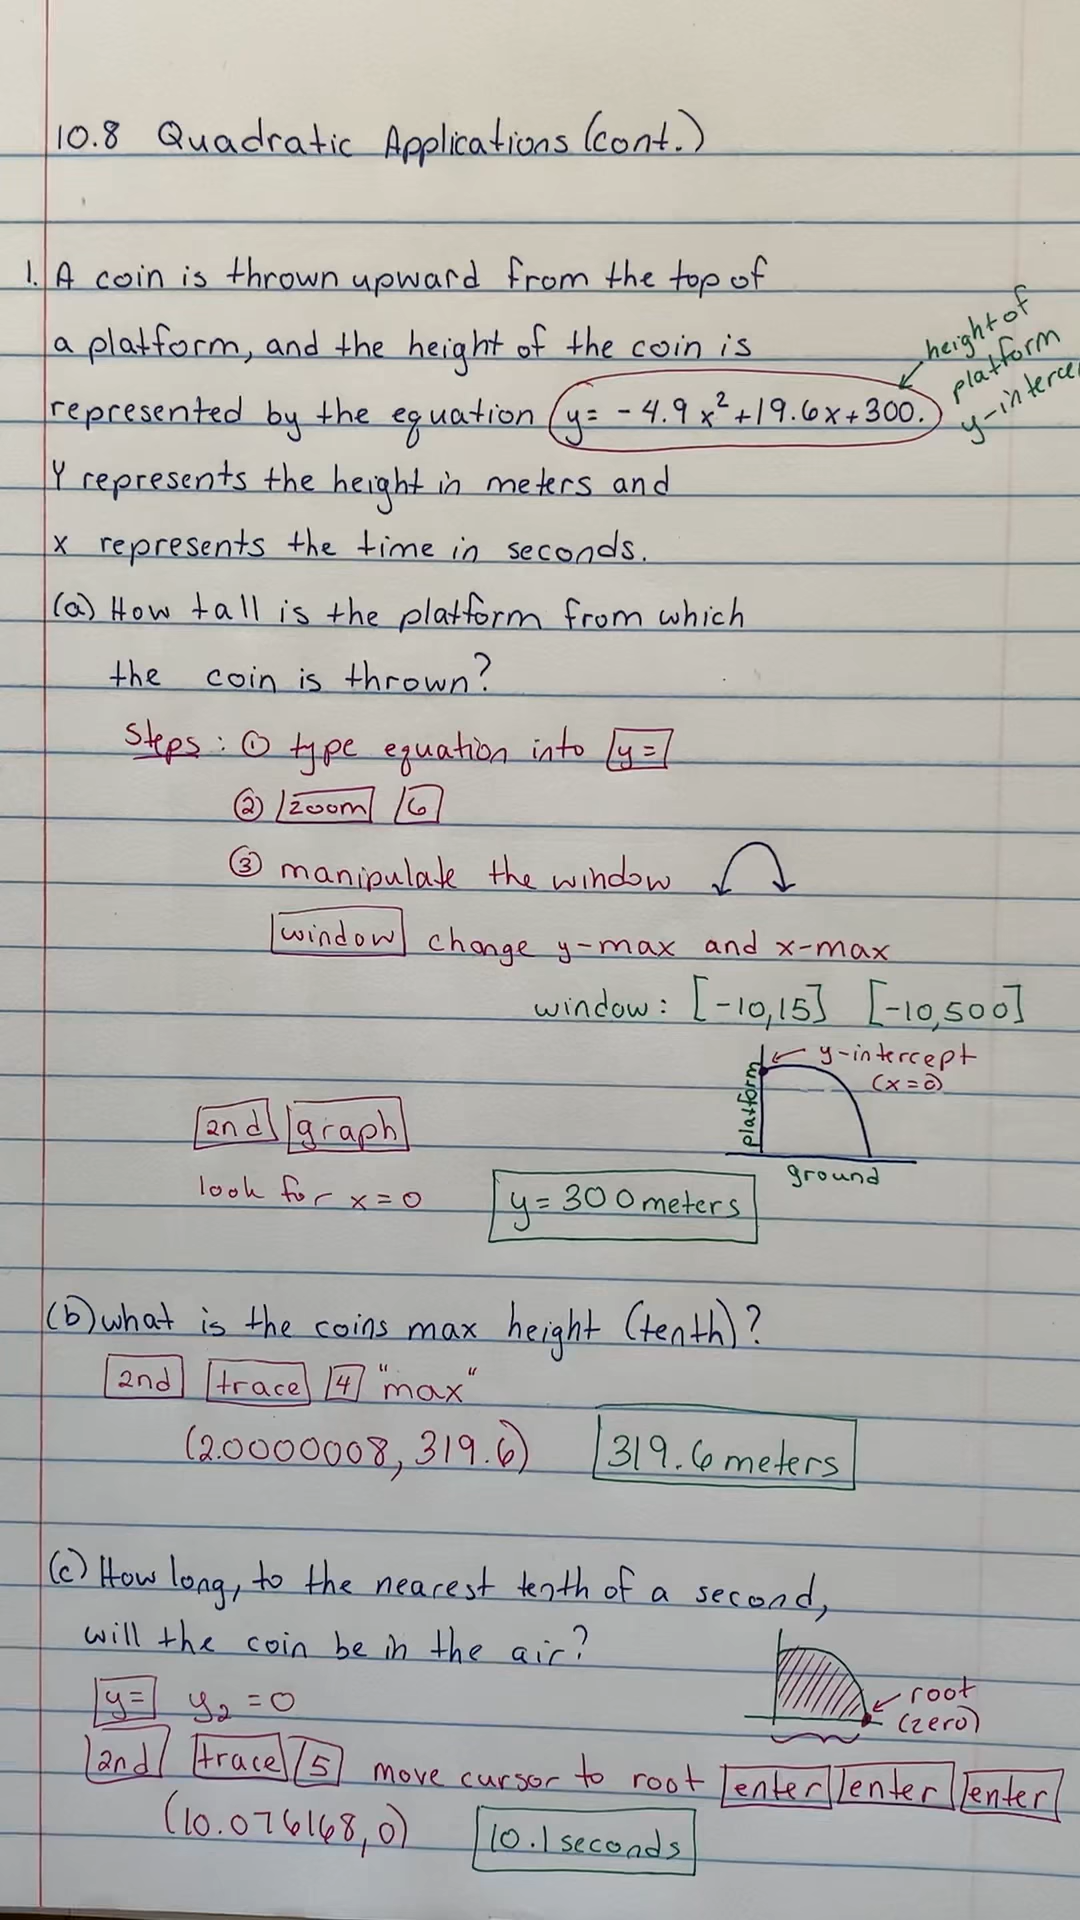 10.8 Quadratic Applications (cont.)
1. A coin is thrown upward from the top of
a platform, and the height of the coin is
represented by the equation y = -4.9x² + 19.6x + 300.
height of
platform
Y represents the height in meters and
x represents the time in seconds.
(a) How tall is the platform from which
the coin is thrown?
Steps: ① type equation into y=
② zoom 6
③ manipulate the window
window change y-max and x-max
window: [-10,15] [-10,500]
y-intercept
(x=0)
platform
ground
2nd graph
look for x = 0
y = 300 meters
(b) what is the coins max height (tenth)?
2nd trace 4 "max"
(2.0000008, 319.6)
319.6 meters
(c) How long, to the nearest tenth of a second,
will the coin be in the air?
y= y₂ = 0
root
(zero)
2nd trace 5 move cursor to root enter enter enter
(10.076168, 0)
10.1 seconds